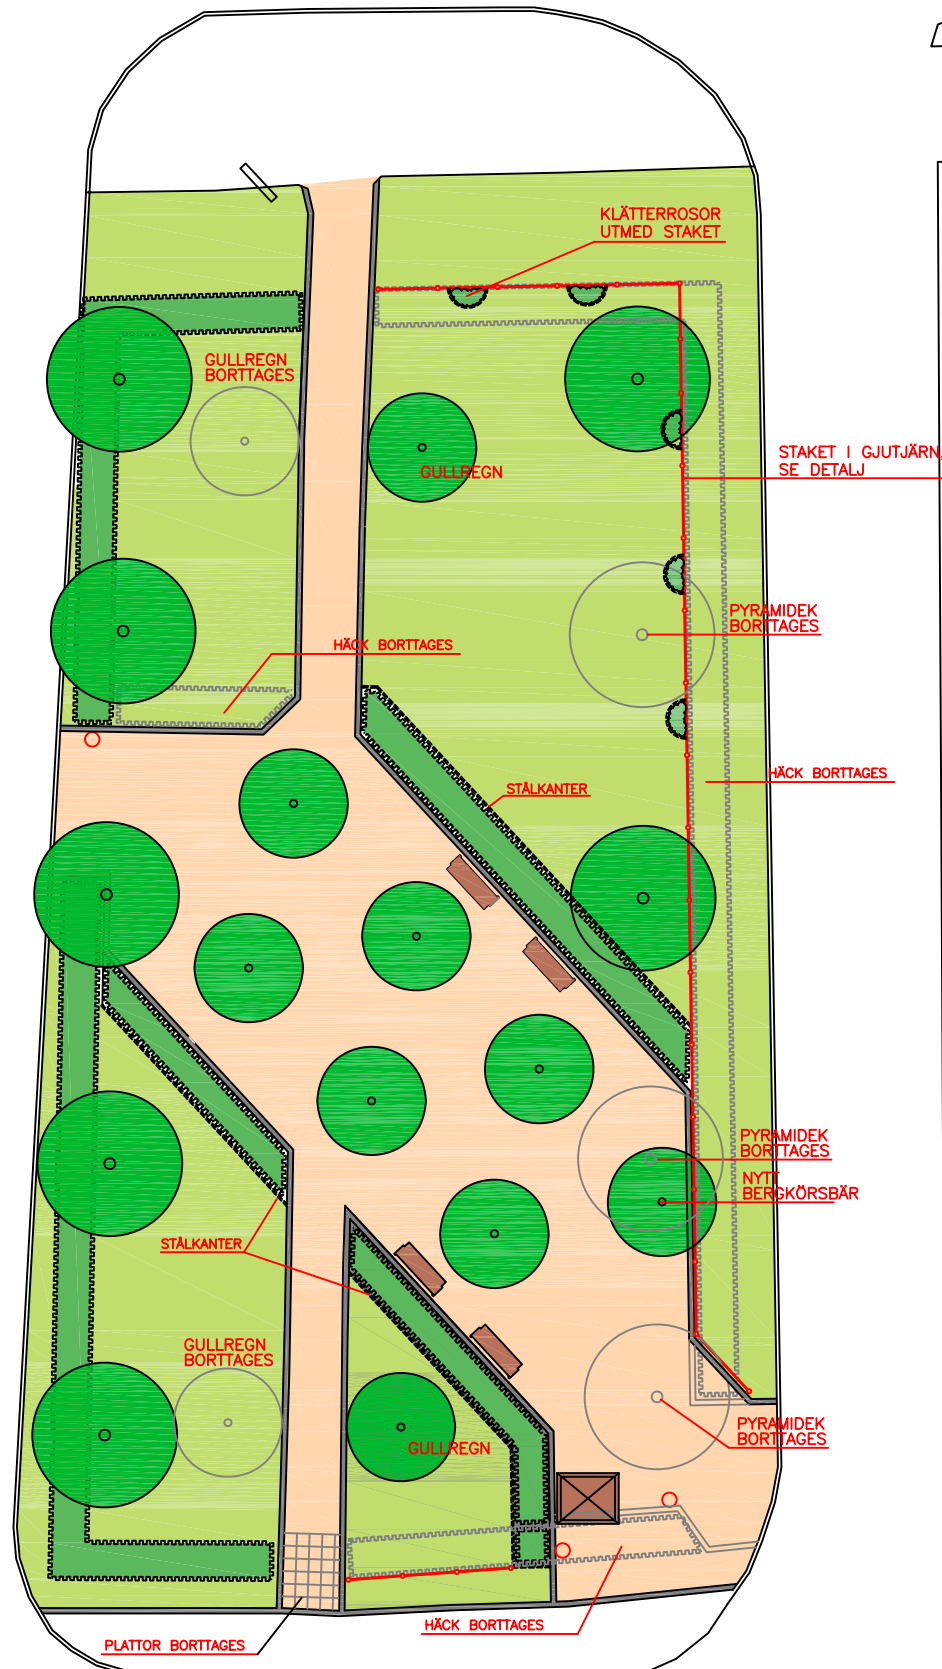 KLÄTTERROSOR
UTMED STAKET
GULLREGN
BORTTAGES
GULLREGN
STAKET I GJUTJÄRN,
SE DETALJ
PYRAMIDEK
BORTTAGES
HÄCK BORTTAGES
HÄCK BORTTAGES
STÅLKANTER
PYRAMIDEK
BORTTAGES
NYTT
BERGKÖRSBÄR
STÅLKANTER
GULLREGN
BORTTAGES
PYRAMIDEK
BORTTAGES
GULLREGN
HÄCK BORTTAGES
PLATTOR BORTTAGES